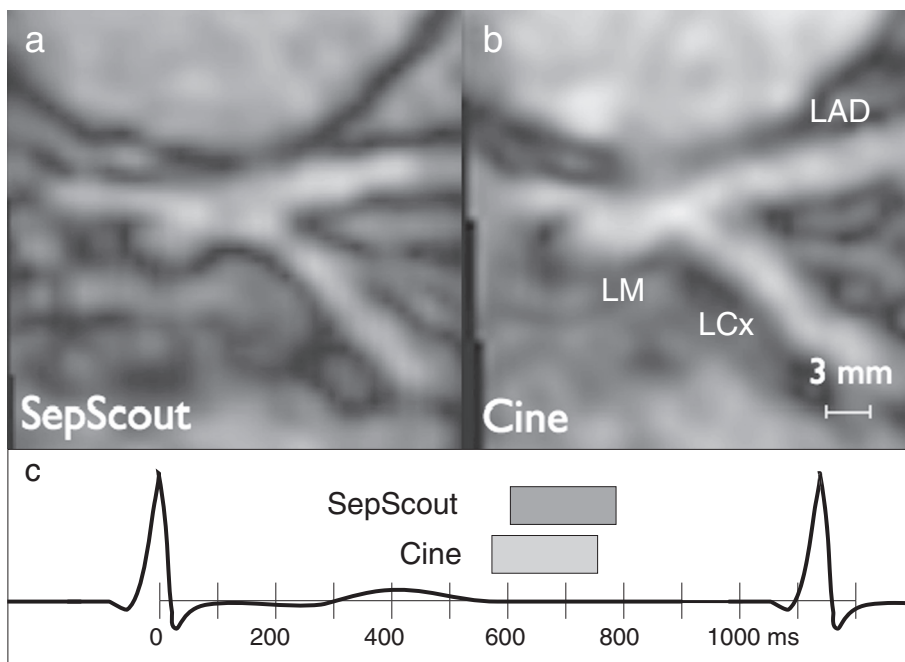 a
b
LAD
LM
LCx
3 mm
SepScout
Cine
c
SepScout
Cine
0 200 400 600 800 1000 ms